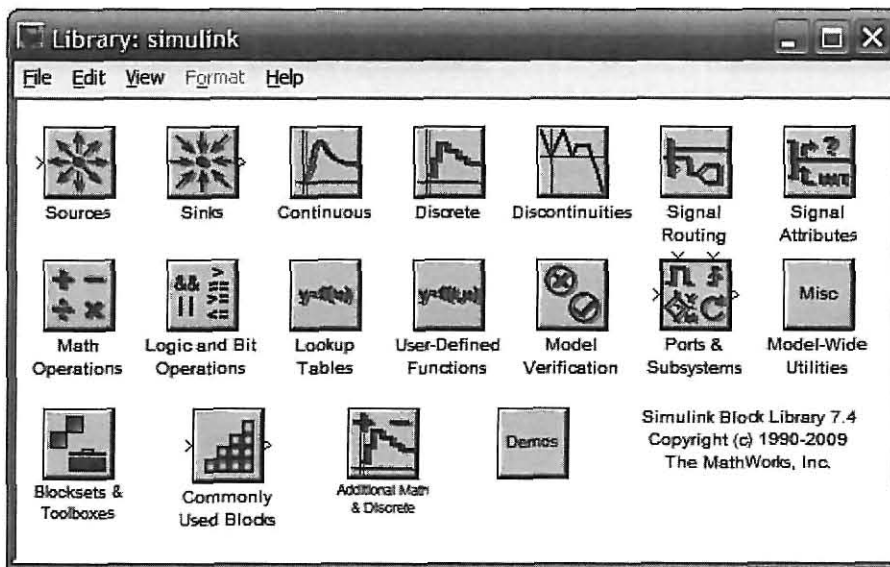 Library: simulink
File Edit View Format Help
Sources
Sinks
Continuous
Discrete
Discontinuities
Signal
Routing
Signal
Attributes
Math
Operations
&&
||
Logic and Bit
Operations
y=f(u)
Lookup
Tables
y=f(u)
User-Defined
Functions
Model
Verification
Ports &
Subsystems
Misc
Model-Wide
Utilities
Blocksets &
Toolboxes
Commonly
Used Blocks
Additional Math
& Discrete
Demos
Simulink Block Library 7.4
Copyright (c) 1990-2009
The MathWorks, Inc.